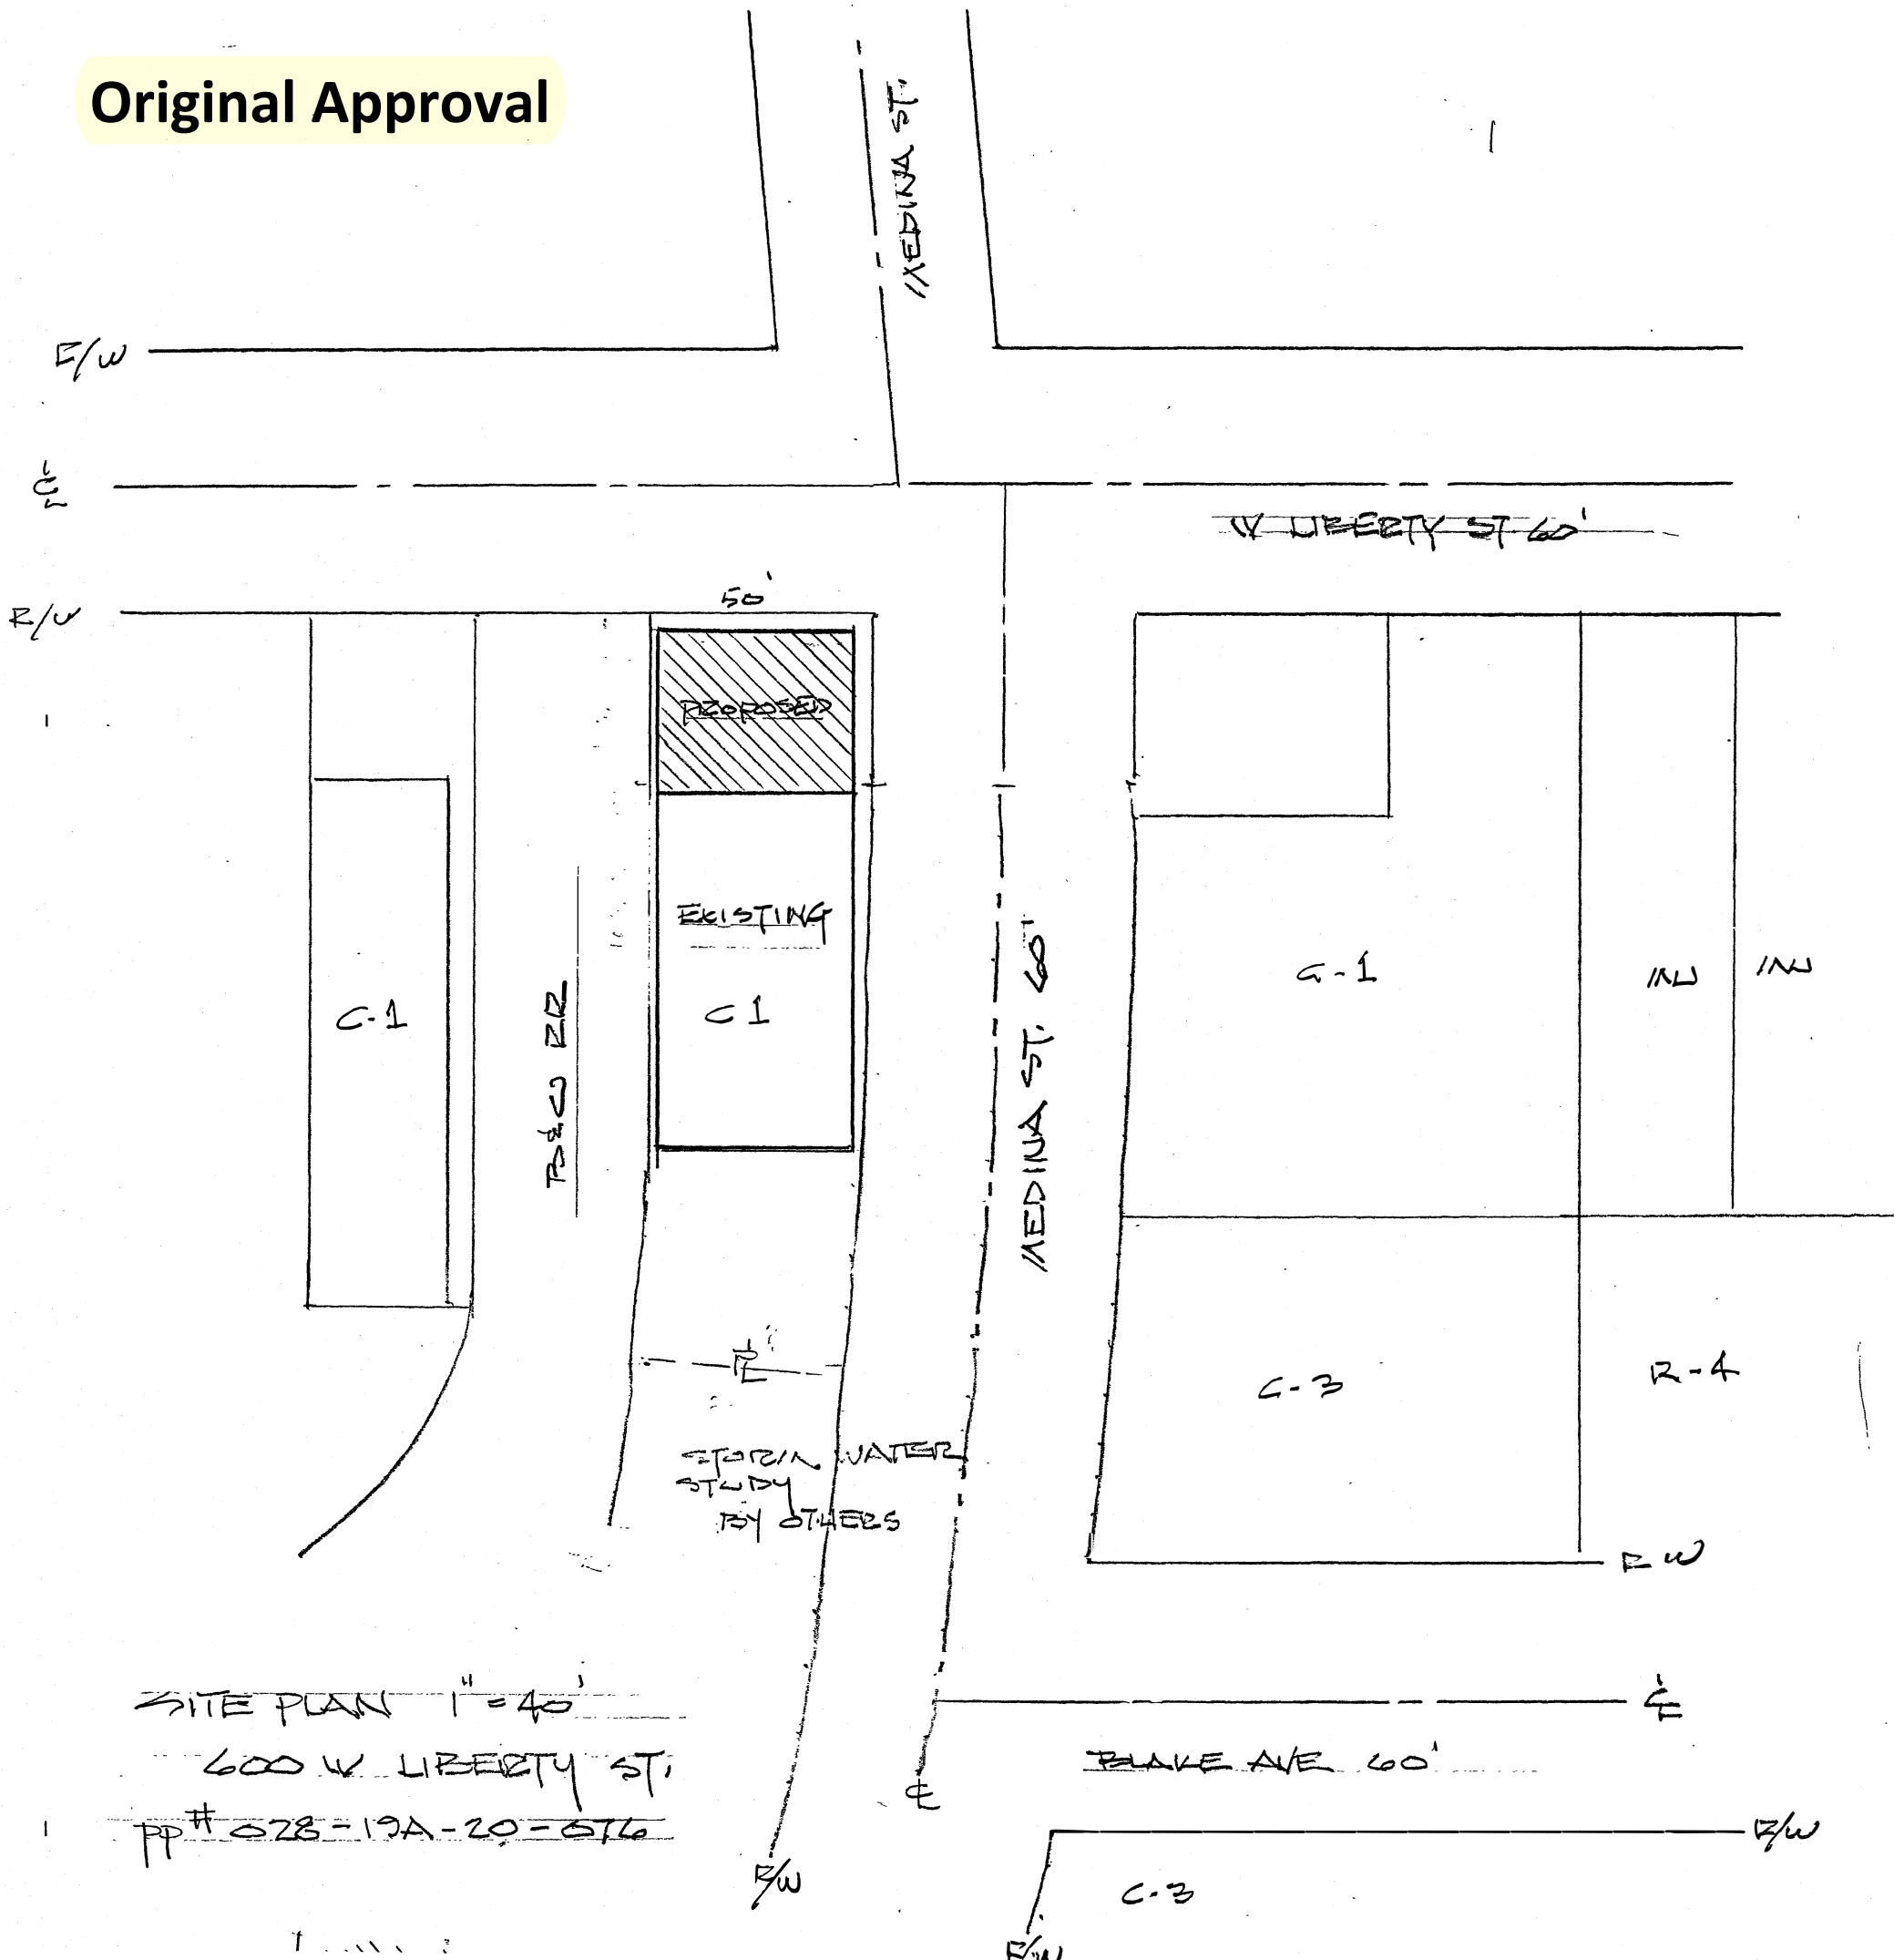 Original Approval
MEDINA ST.
R/W
C/L
W LIBERTY ST 60'
R/W
50'
PROPOSED
EXISTING
C 1
C-1
B&O RR
MEDINA ST. 60'
C-1
C-3
R-4
P/L
STORM WATER
STUDY
BY OTHERS
R W
SITE PLAN 1" = 40'
600 W LIBERTY ST.
PP# 028-19A-20-076
C/L
C/L
BLAKE AVE 60'
R/W
R/W
C-3
R/W